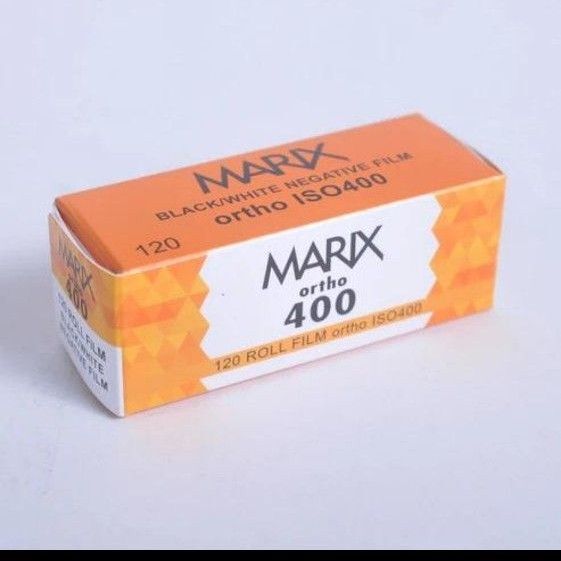 MARIX
BLACK/WHITE NEGATIVE FILM
120
ortho ISO400
MARIX
ortho
400
120 ROLL FILM ortho ISO400
MARIX
ortho
400
120 ROLL FILM
BLACK/WHITE
NEGATIVE FILM